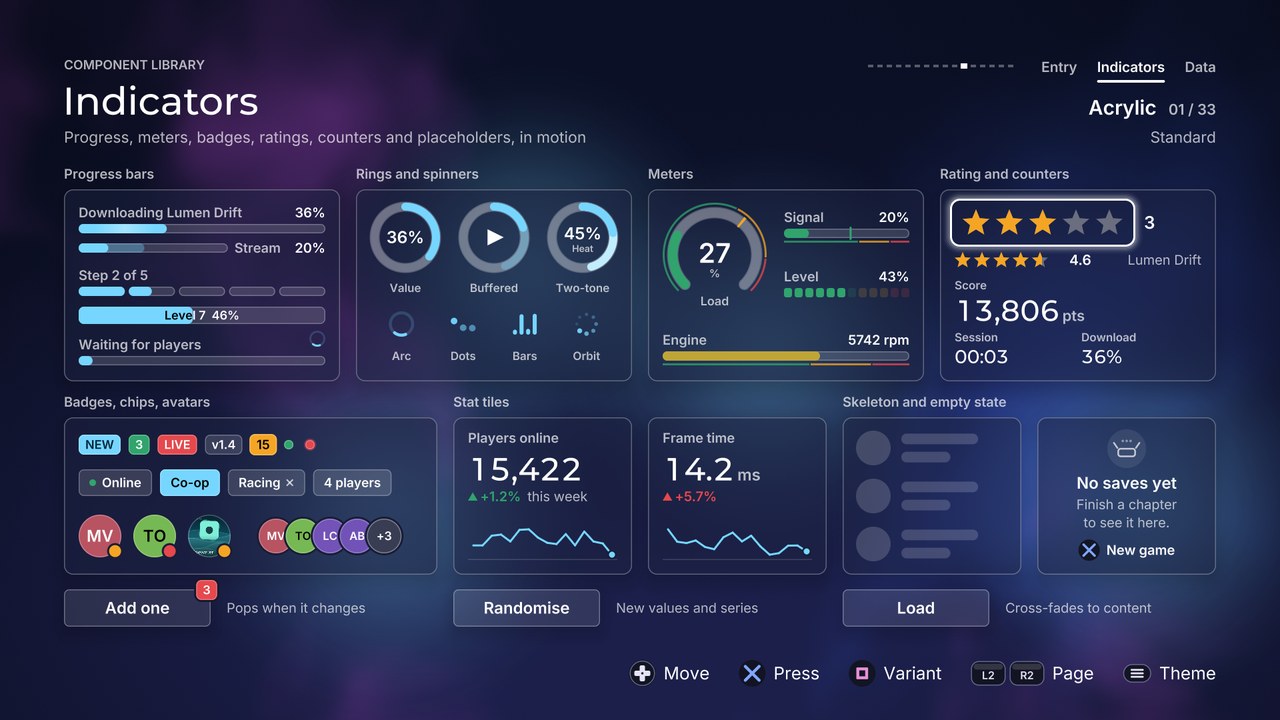 COMPONENT LIBRARY
Indicators
Progress, meters, badges, ratings, counters and placeholders, in motion
Entry Indicators Data
Acrylic 01 / 33
Standard
Progress bars
Downloading Lumen Drift 36%
Stream 20%
Step 2 of 5
Level 7 46%
Waiting for players
Rings and spinners
36%
45%
Heat
Value Buffered Two-tone
Arc Dots Bars Orbit
Meters
27
%
Load
Signal 20%
Level 43%
Engine 5742 rpm
Rating and counters
3
4.6 Lumen Drift
Score
13,806 pts
Session Download
00:03 36%
Badges, chips, avatars
NEW 3 LIVE v1.4 15
Online Co-op Racing × 4 players
MV TO MV TO LC AB +3
Add one 3 Pops when it changes
Stat tiles
Players online
15,422
+1.2% this week
Frame time
14.2 ms
+5.7%
Randomise New values and series
Skeleton and empty state
No saves yet
Finish a chapter
to see it here.
New game
Load Cross-fades to content
Move Press Variant L2 R2 Page Theme